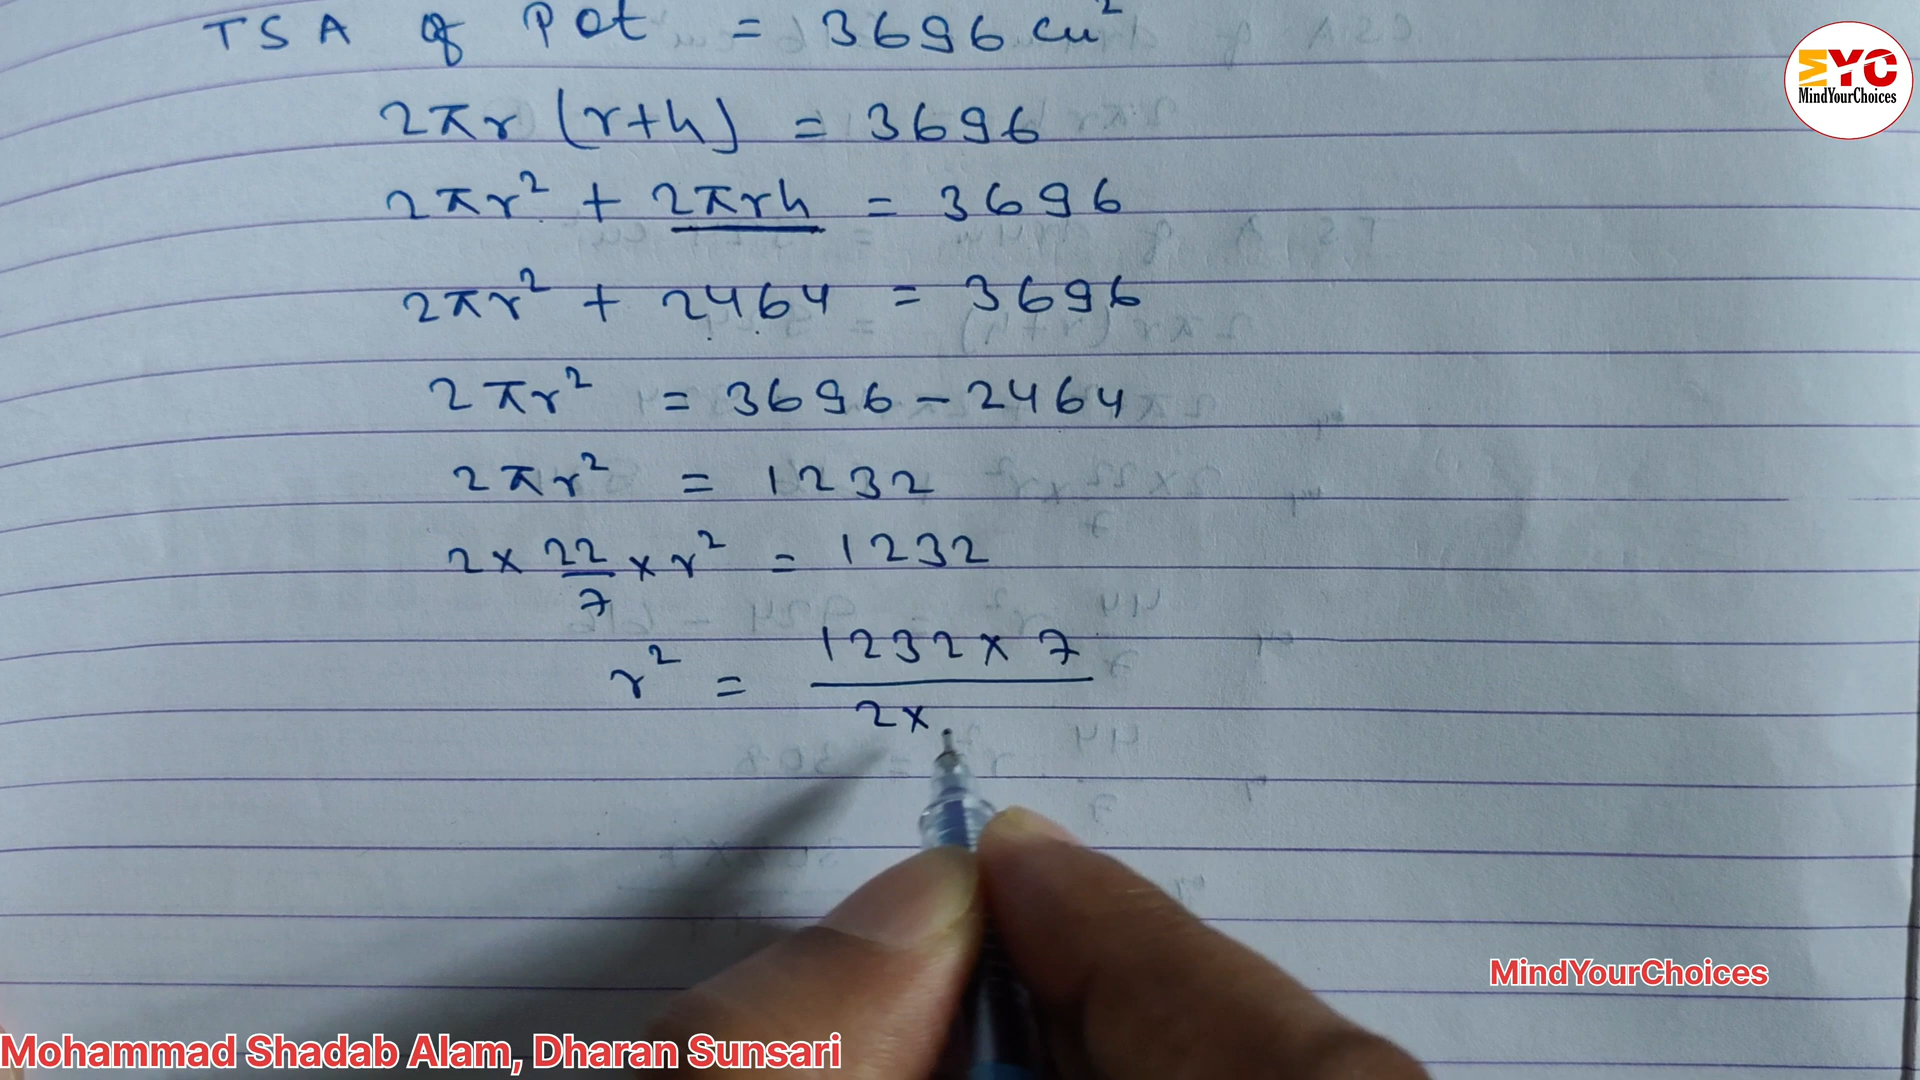 TSA of Pot = 3696 cm²
2πr (r+h) = 3696
2πr² + 2πrh = 3696
2πr² + 2464 = 3696
2πr² = 3696 - 2464
2πr² = 1232
2 × 22/7 × r² = 1232
r² = 1232 × 7 / 2 ×
MYC
MindYourChoices
MindYourChoices
Mohammad Shadab Alam, Dharan Sunsari